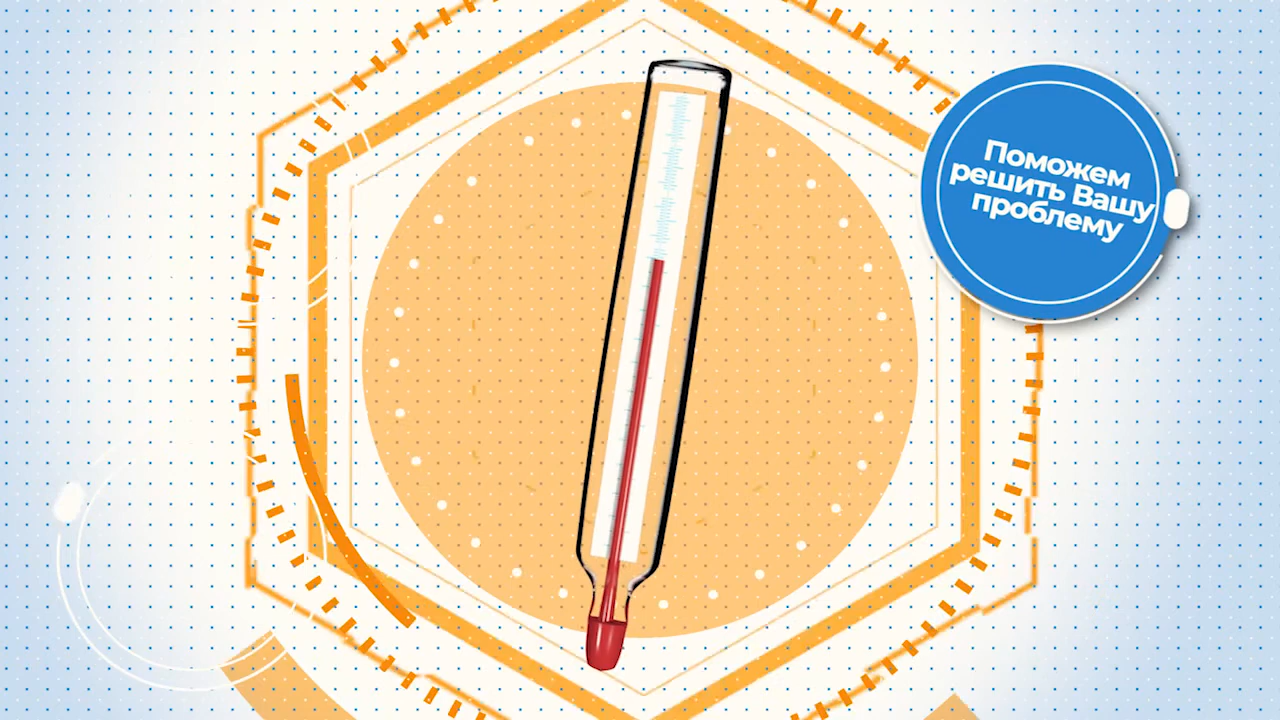 Поможем
решить Вашу
проблему